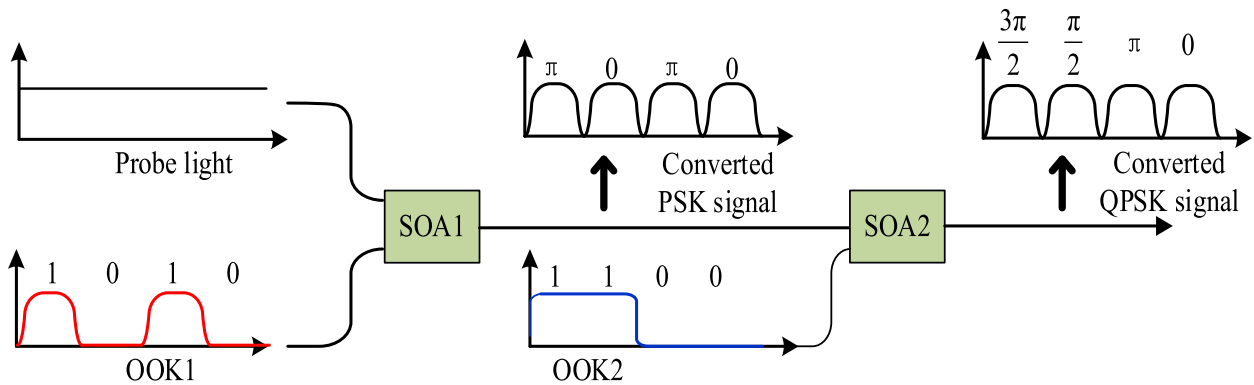 Probe light
1 0 1 0
OOK1
SOA1
π 0 π 0
Converted
PSK signal
1 1 0 0
OOK2
SOA2
3π/2 π/2 π 0
Converted
QPSK signal